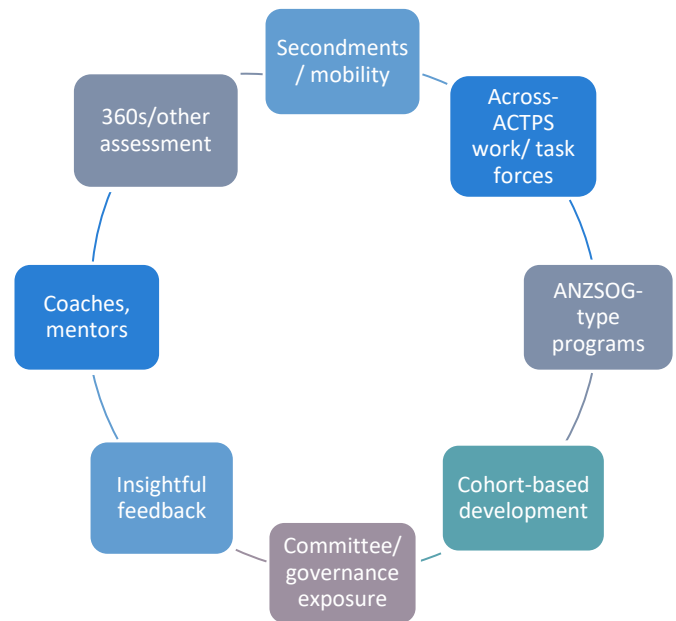 Secondments
/ mobility
Across-
ACTPS
work/ task
forces
ANZSOG-
type
programs
Cohort-based
development
Committee/
governance
exposure
Insightful
feedback
Coaches,
mentors
360s/other
assessment